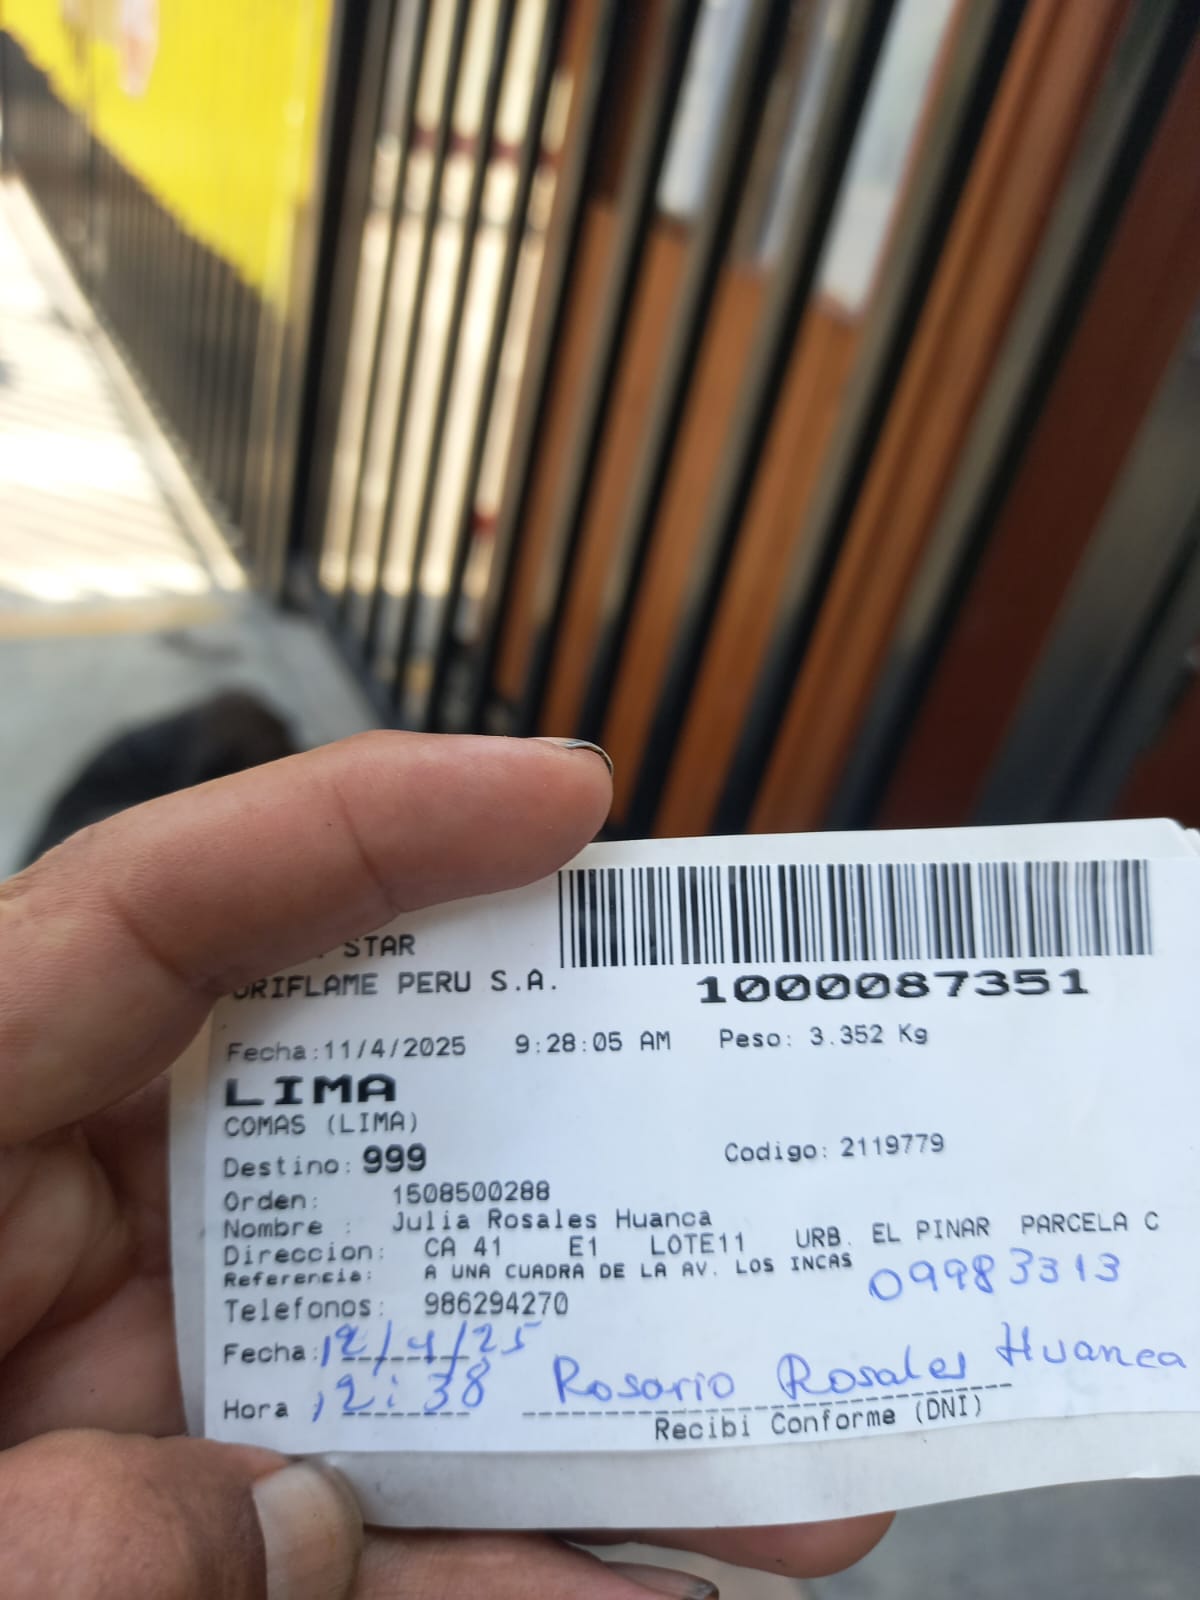 STAR
ORIFLAME PERU S.A.
1000087351
Fecha:11/4/2025 9:28:05 AM Peso: 3.352 Kg
LIMA
COMAS (LIMA)
Destino: 999 Codigo: 2119779
Orden: 1508500288
Nombre : Julia Rosales Huanca
Direccion: CA 41 E1 LOTE11 URB. EL PINAR PARCELA C
Referencia: A UNA CUADRA DE LA AV. LOS INCAS
09983313
Telefonos: 986294270
Fecha: 12/4/25
Hora 12:38 Rosario Rosales Huanca
Recibi Conforme (DNI)